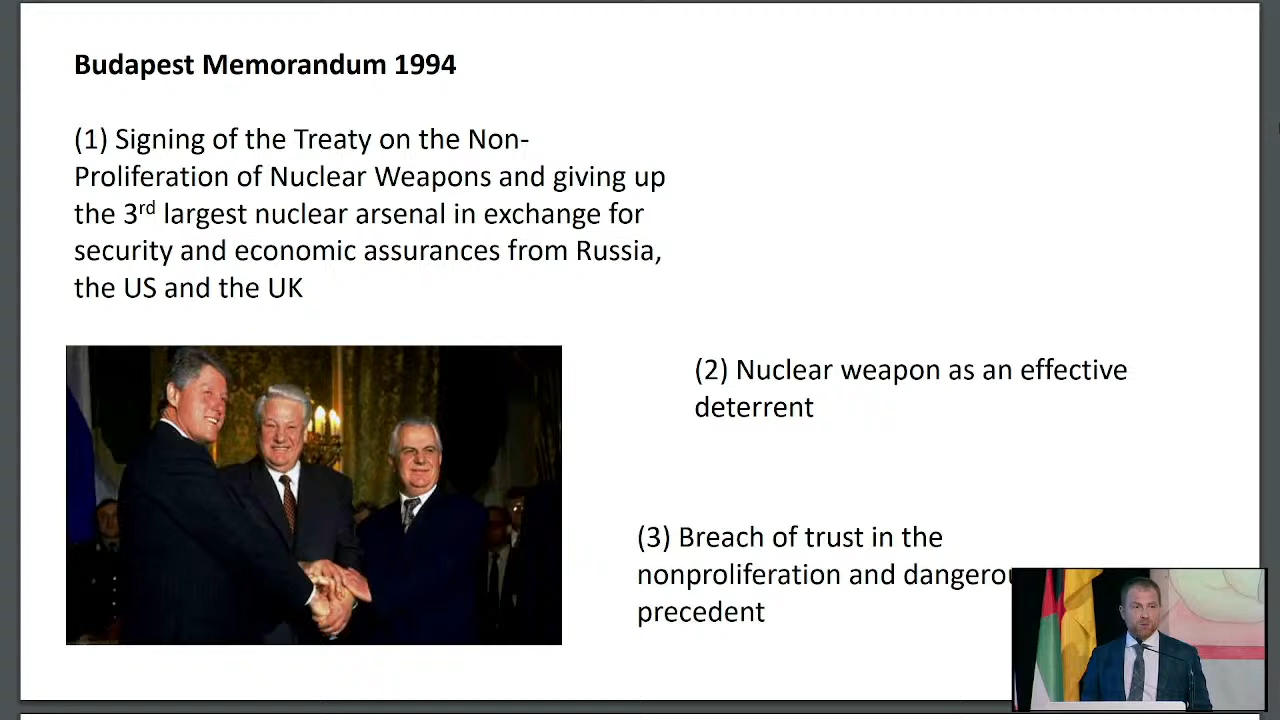 Budapest Memorandum 1994
(1) Signing of the Treaty on the Non-
Proliferation of Nuclear Weapons and giving up
the 3rd largest nuclear arsenal in exchange for
security and economic assurances from Russia,
the US and the UK
(2) Nuclear weapon as an effective
deterrent
(3) Breach of trust in the
nonproliferation and
precedent